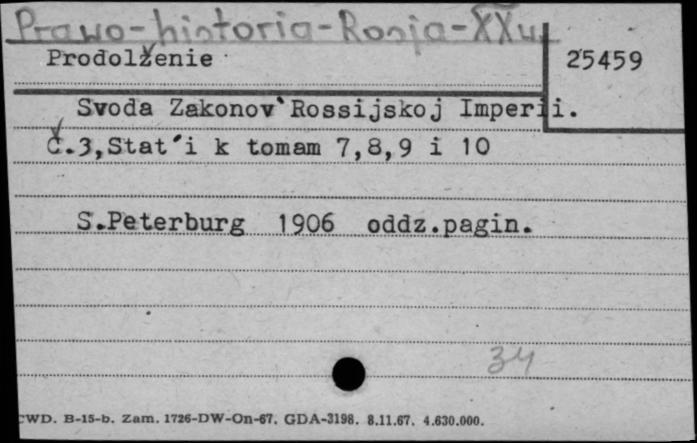 Prawo-historia-Rosja-XXw.
Prodolženie
25459
Svoda Zakonov`Rossijskoj Imperii.
Č.3,Stat´i k tomam 7,8,9 i 10
S.Peterburg 1906 oddz.pagin.
34
CWD. B-15-b. Zam. 1726-DW-On-67. GDA-3198. 8.11.67. 4.630.000.